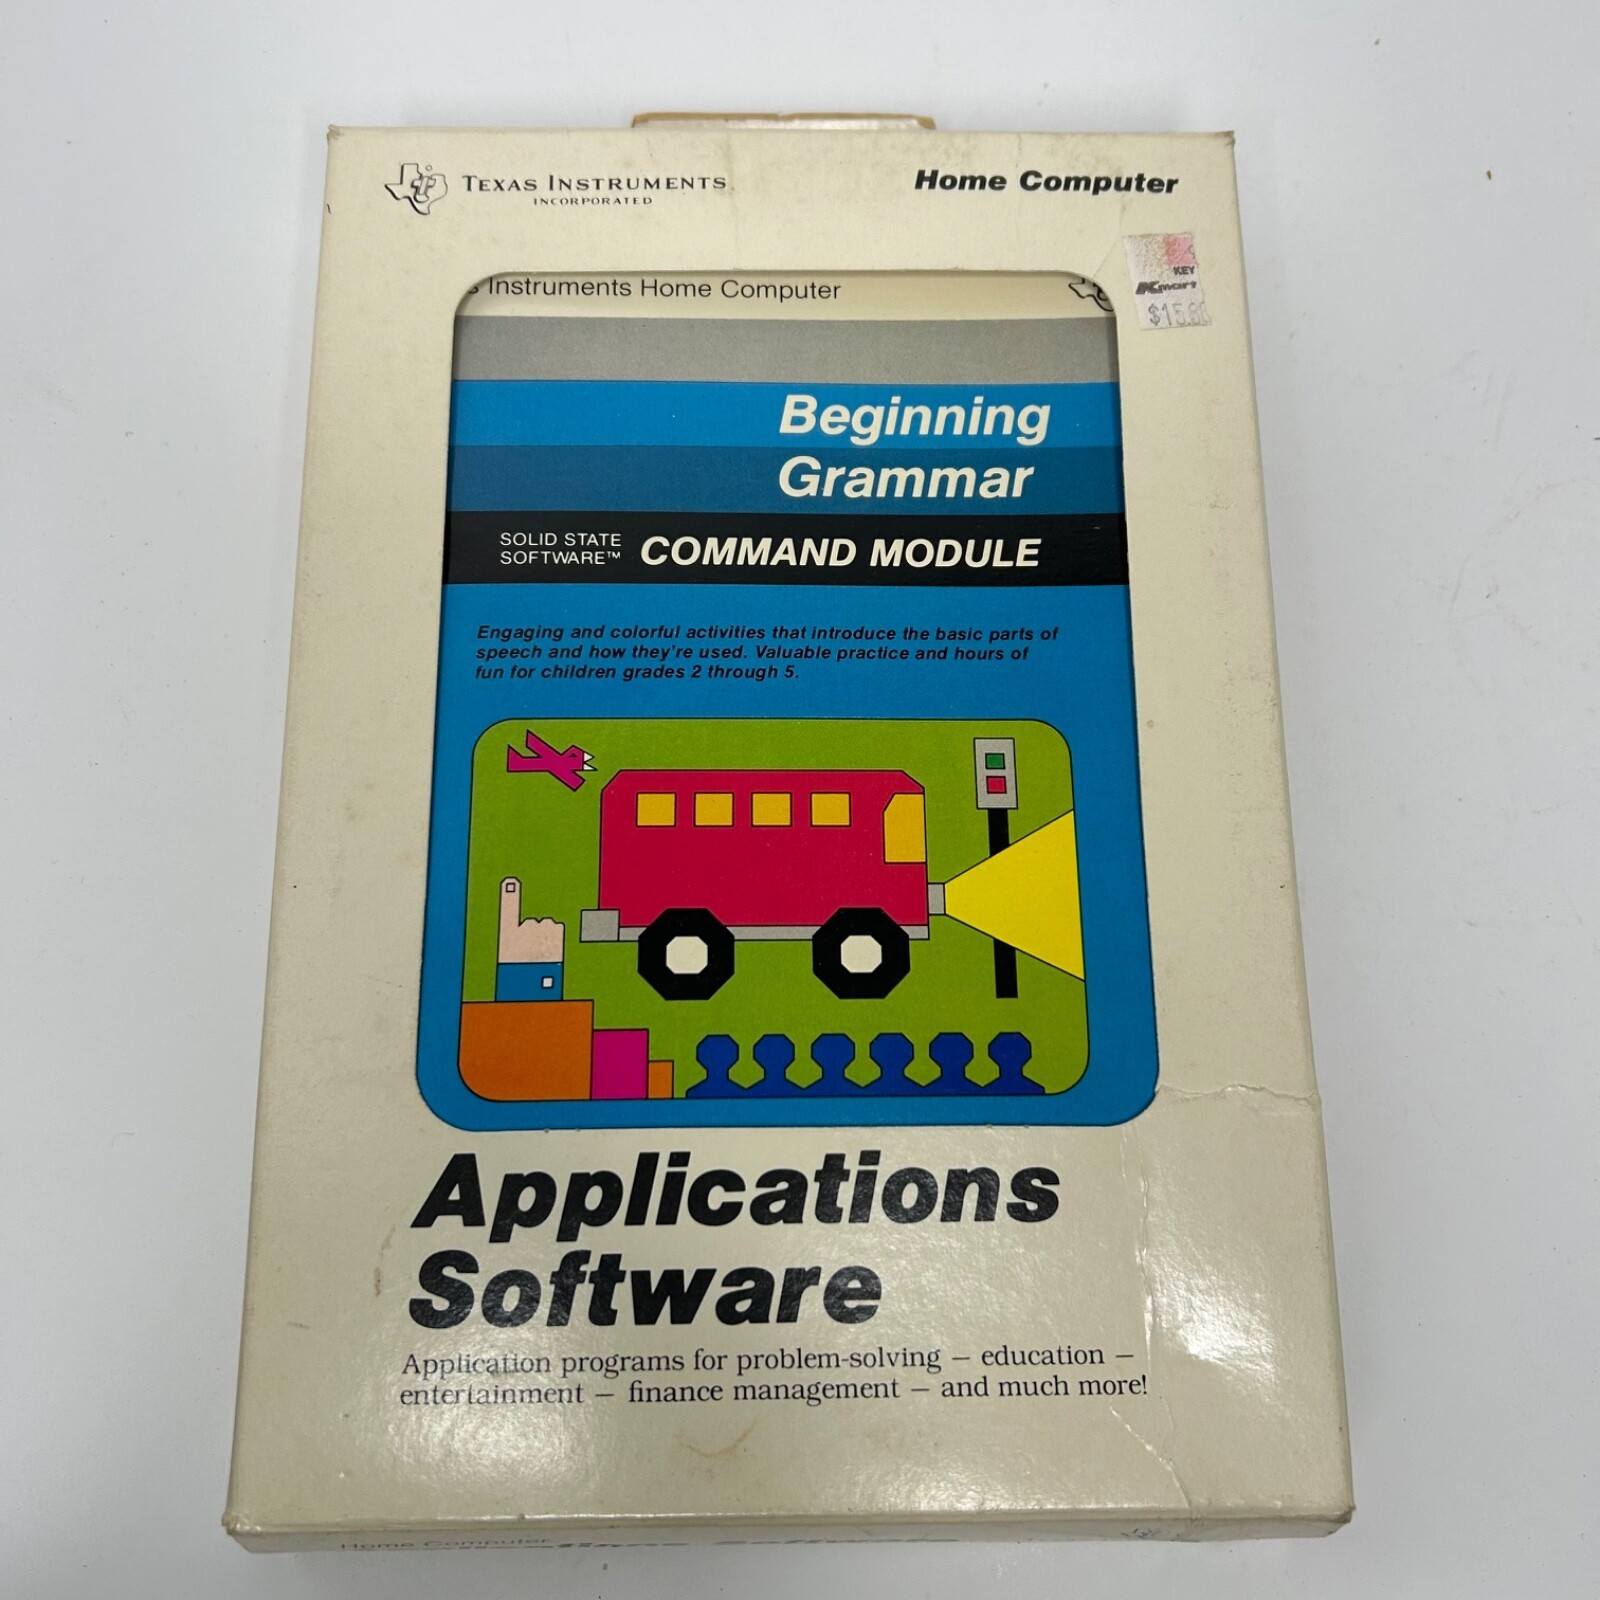 TEXAS INSTRUMENTS
INCORPORATED
Home Computer
KEY
Kmart
Instruments Home Computer
Beginning
Grammar
SOLID STATE
SOFTWARE™
COMMAND MODULE
Engaging and colorful activities that introduce the basic parts of
speech and how they're used. Valuable practice and hours of
fun for children grades 2 through 5.
Applications
Software
Application programs for problem-solving – education –
entertainment – finance management – and much more!
Home Computer